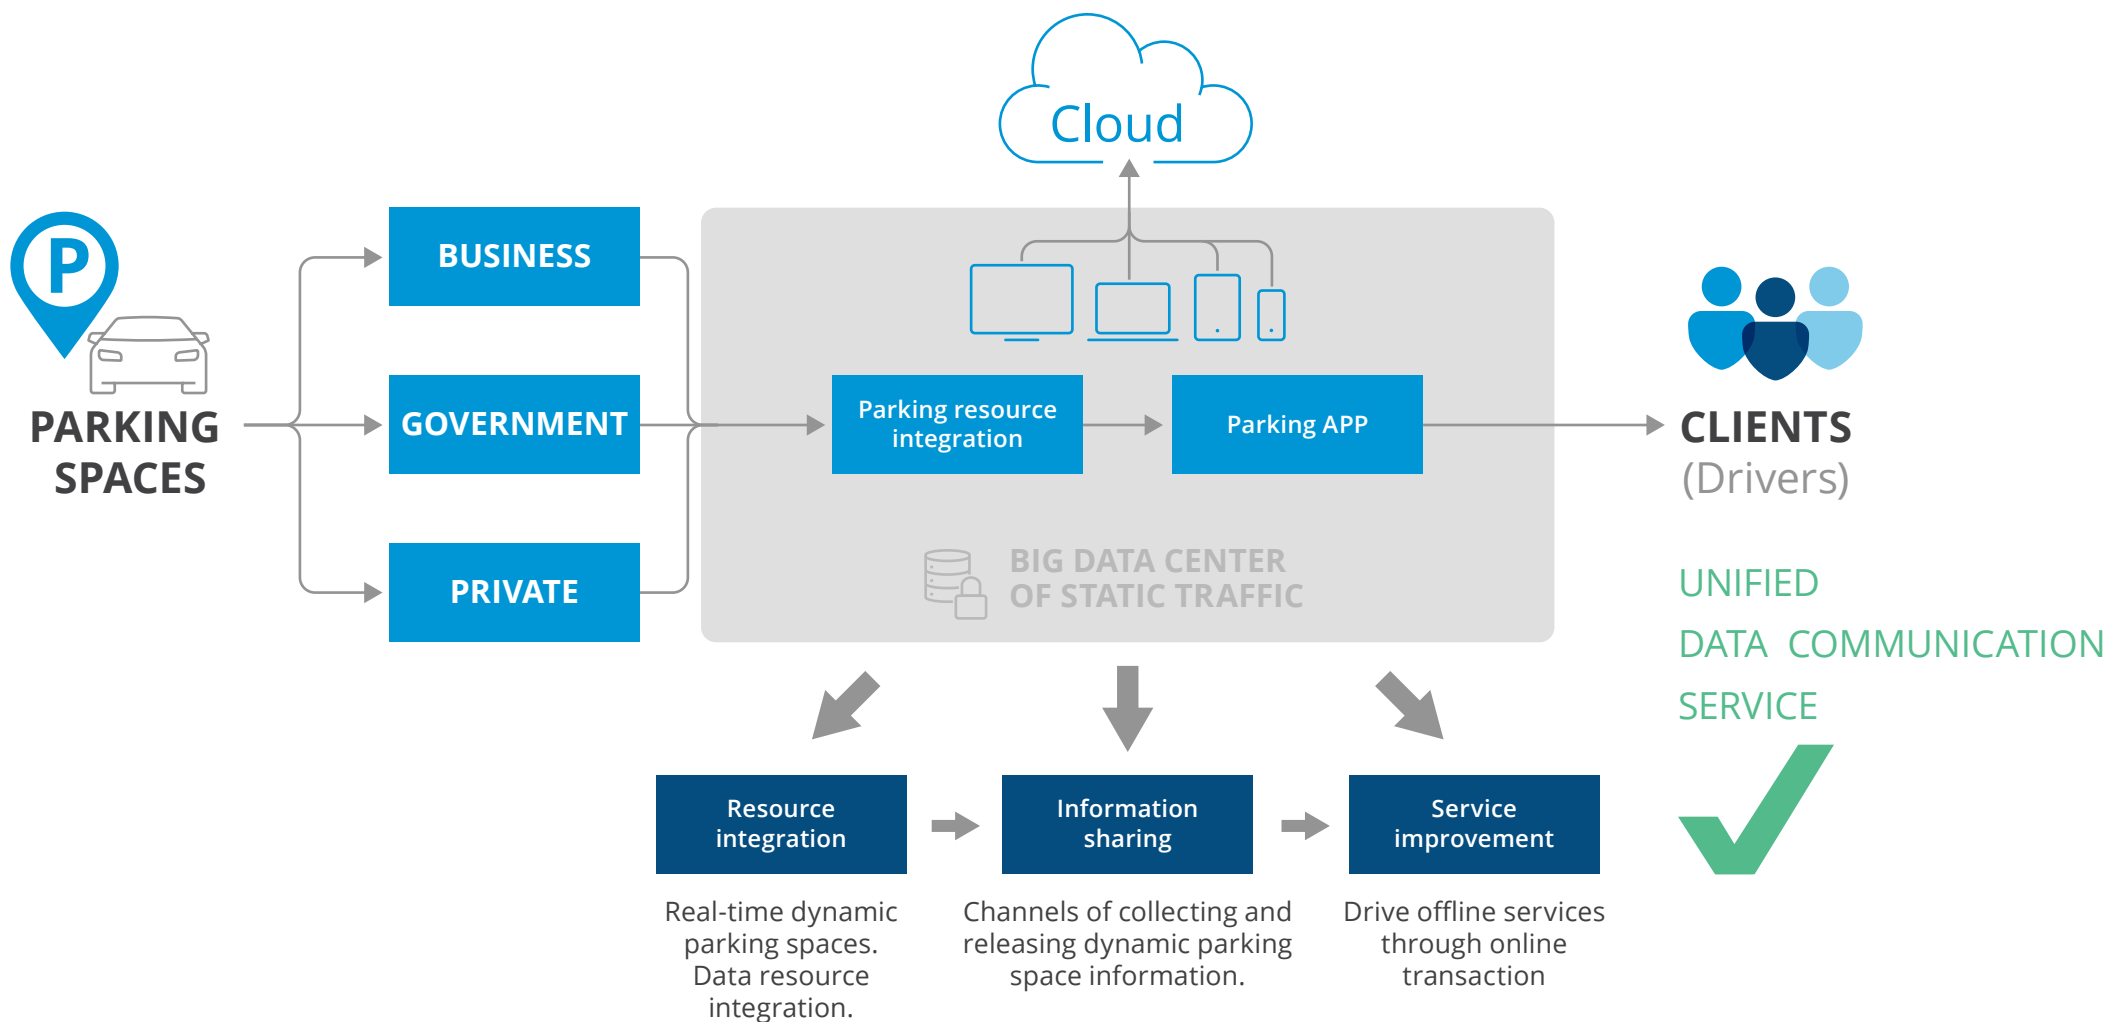 Cloud
P
PARKING
SPACES
BUSINESS
GOVERNMENT
PRIVATE
Parking resource
integration
Parking APP
BIG DATA CENTER
OF STATIC TRAFFIC
CLIENTS
(Drivers)
UNIFIED
DATA COMMUNICATION
SERVICE
Resource
integration
Real-time dynamic
parking spaces.
Data resource
integration.
Information
sharing
Channels of collecting and
releasing dynamic parking
space information.
Service
improvement
Drive offline services
through online
transaction